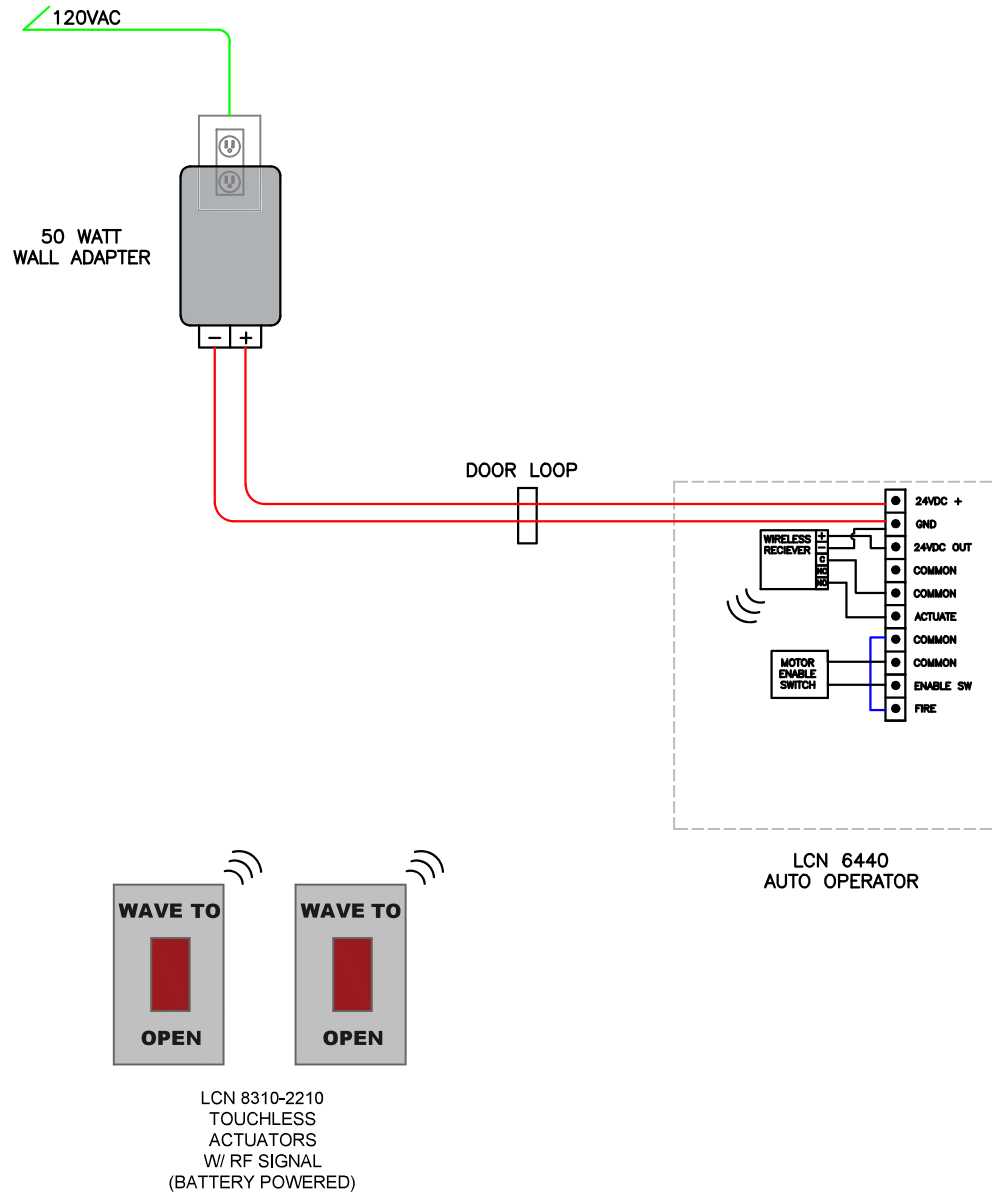 120VAC
50 WATT
WALL ADAPTER
− +
DOOR LOOP
24VDC +
GND
24VDC OUT
COMMON
COMMON
ACTUATE
COMMON
COMMON
ENABLE SW
FIRE
WIRELESS
RECIEVER
+
−
C
MOTOR
ENABLE
SWITCH
LCN 6440
AUTO OPERATOR
WAVE TO
OPEN
WAVE TO
OPEN
LCN 8310-2210
TOUCHLESS
ACTUATORS
W/ RF SIGNAL
(BATTERY POWERED)